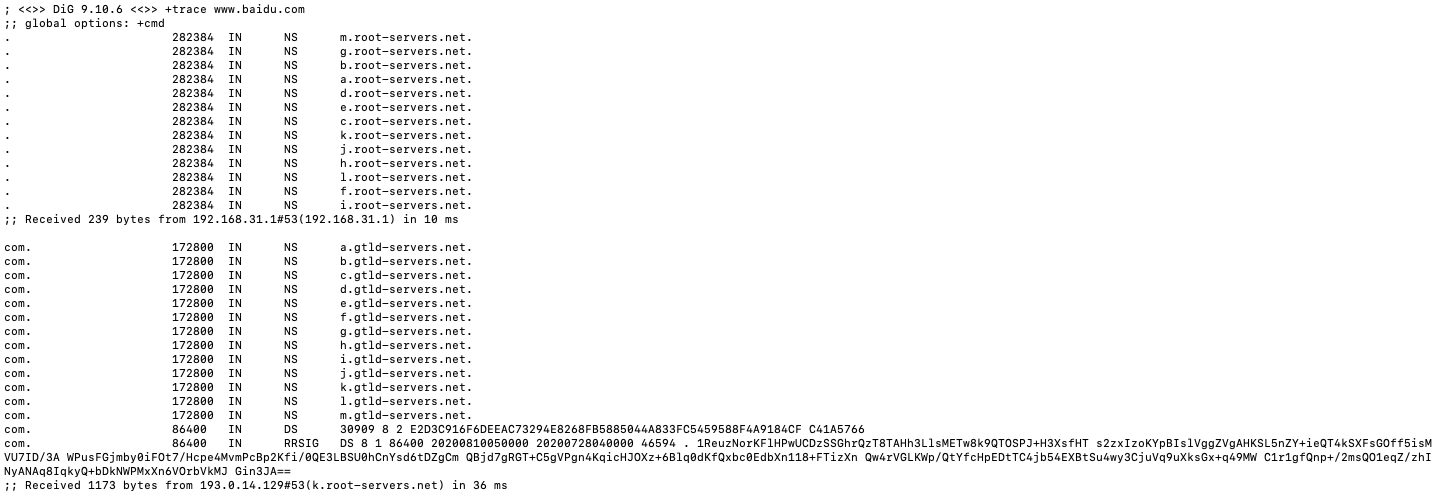 ; <<>> DiG 9.10.6 <<>> +trace www.baidu.com
;; global options: +cmd
. 282384 IN NS m.root-servers.net.
. 282384 IN NS g.root-servers.net.
. 282384 IN NS b.root-servers.net.
. 282384 IN NS a.root-servers.net.
. 282384 IN NS d.root-servers.net.
. 282384 IN NS e.root-servers.net.
. 282384 IN NS c.root-servers.net.
. 282384 IN NS k.root-servers.net.
. 282384 IN NS j.root-servers.net.
. 282384 IN NS h.root-servers.net.
. 282384 IN NS l.root-servers.net.
. 282384 IN NS f.root-servers.net.
. 282384 IN NS i.root-servers.net.
;; Received 239 bytes from 192.168.31.1#53(192.168.31.1) in 10 ms
com. 172800 IN NS a.gtld-servers.net.
com. 172800 IN NS b.gtld-servers.net.
com. 172800 IN NS c.gtld-servers.net.
com. 172800 IN NS d.gtld-servers.net.
com. 172800 IN NS e.gtld-servers.net.
com. 172800 IN NS f.gtld-servers.net.
com. 172800 IN NS g.gtld-servers.net.
com. 172800 IN NS h.gtld-servers.net.
com. 172800 IN NS i.gtld-servers.net.
com. 172800 IN NS j.gtld-servers.net.
com. 172800 IN NS k.gtld-servers.net.
com. 172800 IN NS l.gtld-servers.net.
com. 172800 IN NS m.gtld-servers.net.
com. 86400 IN DS 30909 8 2 E2D3C916F6DEEAC73294E8268FB5885044A833FC5459588F4A9184CF C41A5766
com. 86400 IN RRSIG DS 8 1 86400 20200810050000 20200728040000 46594 . 1ReuzNorKFlHPwUCDzSSGhrQzT8TAHh3LlsMETw8k9QTOSPJ+H3XsfHT s2zxIzoKYpBIslVggZVgAHKSL5nZY+ieQT4kSXFsGOff5isM
VU7ID/3A WPusFGjmby0iFOt7/Hcpe4MvmPcBp2Kfi/0QE3LBSU0hCnYsd6tDZgCm QBjd7gRGT+C5gVPgn4KqicHJOXz+6Blq0dKfQxbc0EdbXn118+FTizXn Qw4rVGLKWp/QtYfcHpEDtTC4jb54EXBtSu4wy3CjuVq9uXksGx+q49MW C1r1gfQnp+/2msQO1eqZ/zhI
NyANAq8IqkyQ+bDkNWPMxXn6VOrbVkMJ Gin3JA==
;; Received 1173 bytes from 193.0.14.129#53(k.root-servers.net) in 36 ms